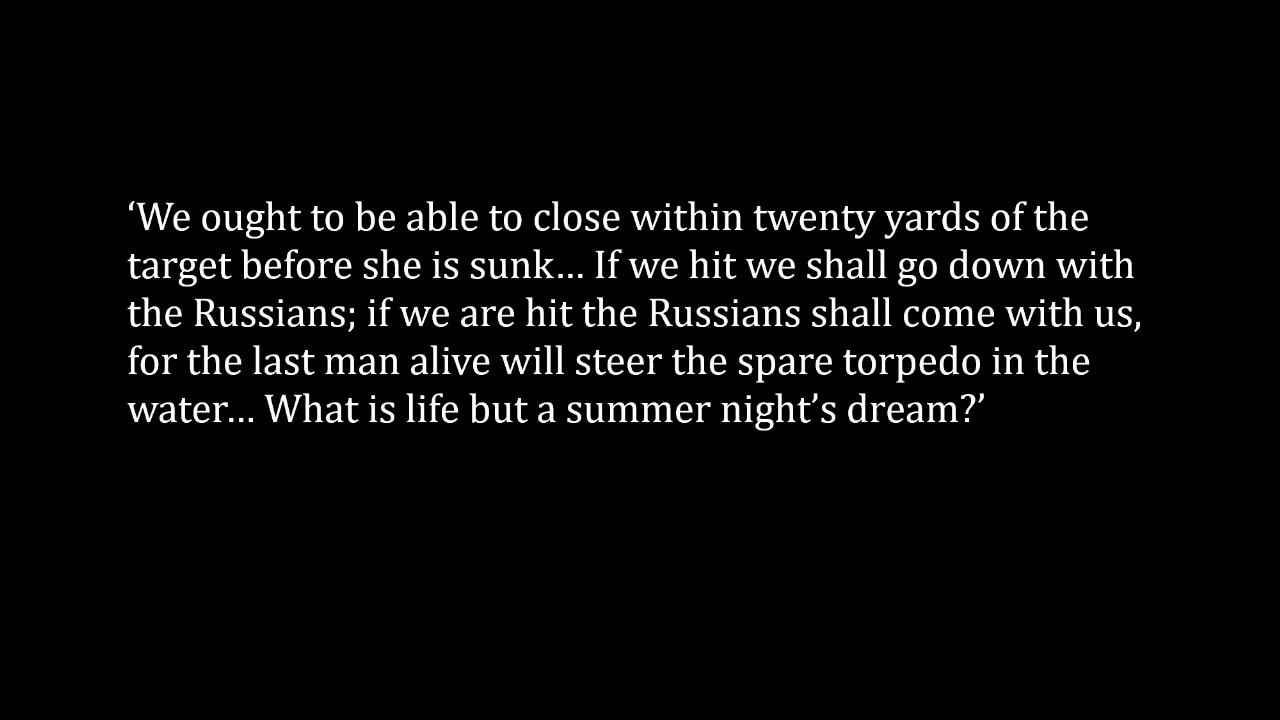 ‘We ought to be able to close within twenty yards of the
target before she is sunk… If we hit we shall go down with
the Russians; if we are hit the Russians shall come with us,
for the last man alive will steer the spare torpedo in the
water… What is life but a summer night’s dream?’